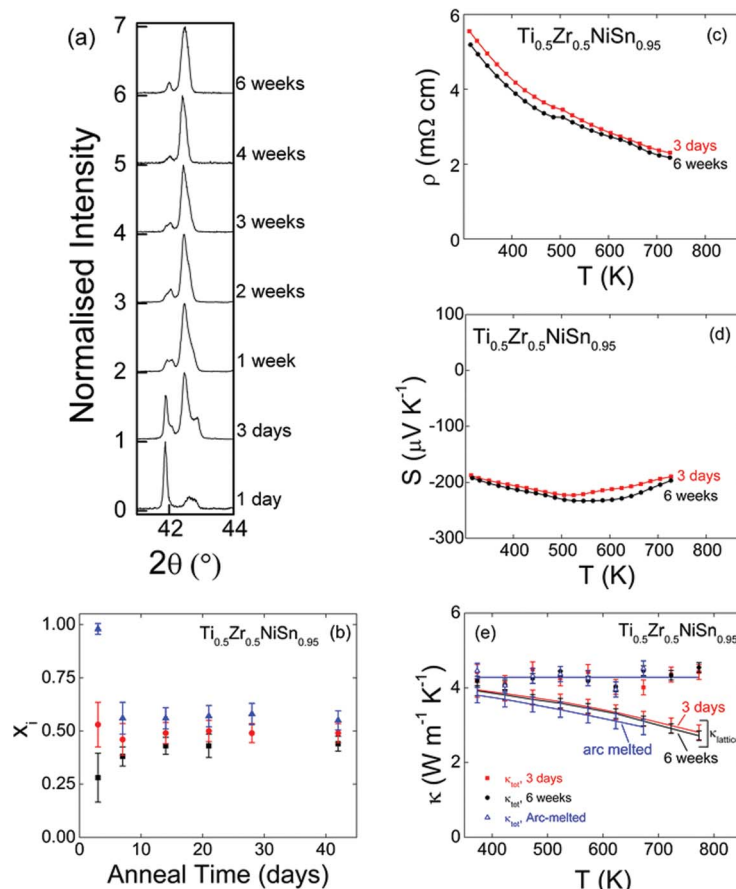 (a)
Normalised Intensity
7
6
5
4
3
2
1
0
6 weeks
4 weeks
3 weeks
2 weeks
1 week
3 days
1 day
42 44
2θ (°)
Ti0.5Zr0.5NiSn0.95 (c)
ρ (mΩ cm)
6
4
2
0
3 days
6 weeks
400 500 600 700 800
T (K)
Ti0.5Zr0.5NiSn0.95 (d)
S (μV K-1)
100
0
-100
-200
-300
3 days
6 weeks
400 500 600 700 800
T (K)
Ti0.5Zr0.5NiSn0.95 (b)
xi
1.00
0.75
0.50
0.25
0.00
0 10 20 30 40
Anneal Time (days)
Ti0.5Zr0.5NiSn0.95 (e)
κ (W m-1 K-1)
6
4
2
0
3 days
κlattice
arc melted
6 weeks
κtot, 3 days
κtot, 6 weeks
κtot, Arc-melted
400 500 600 700 800
T (K)